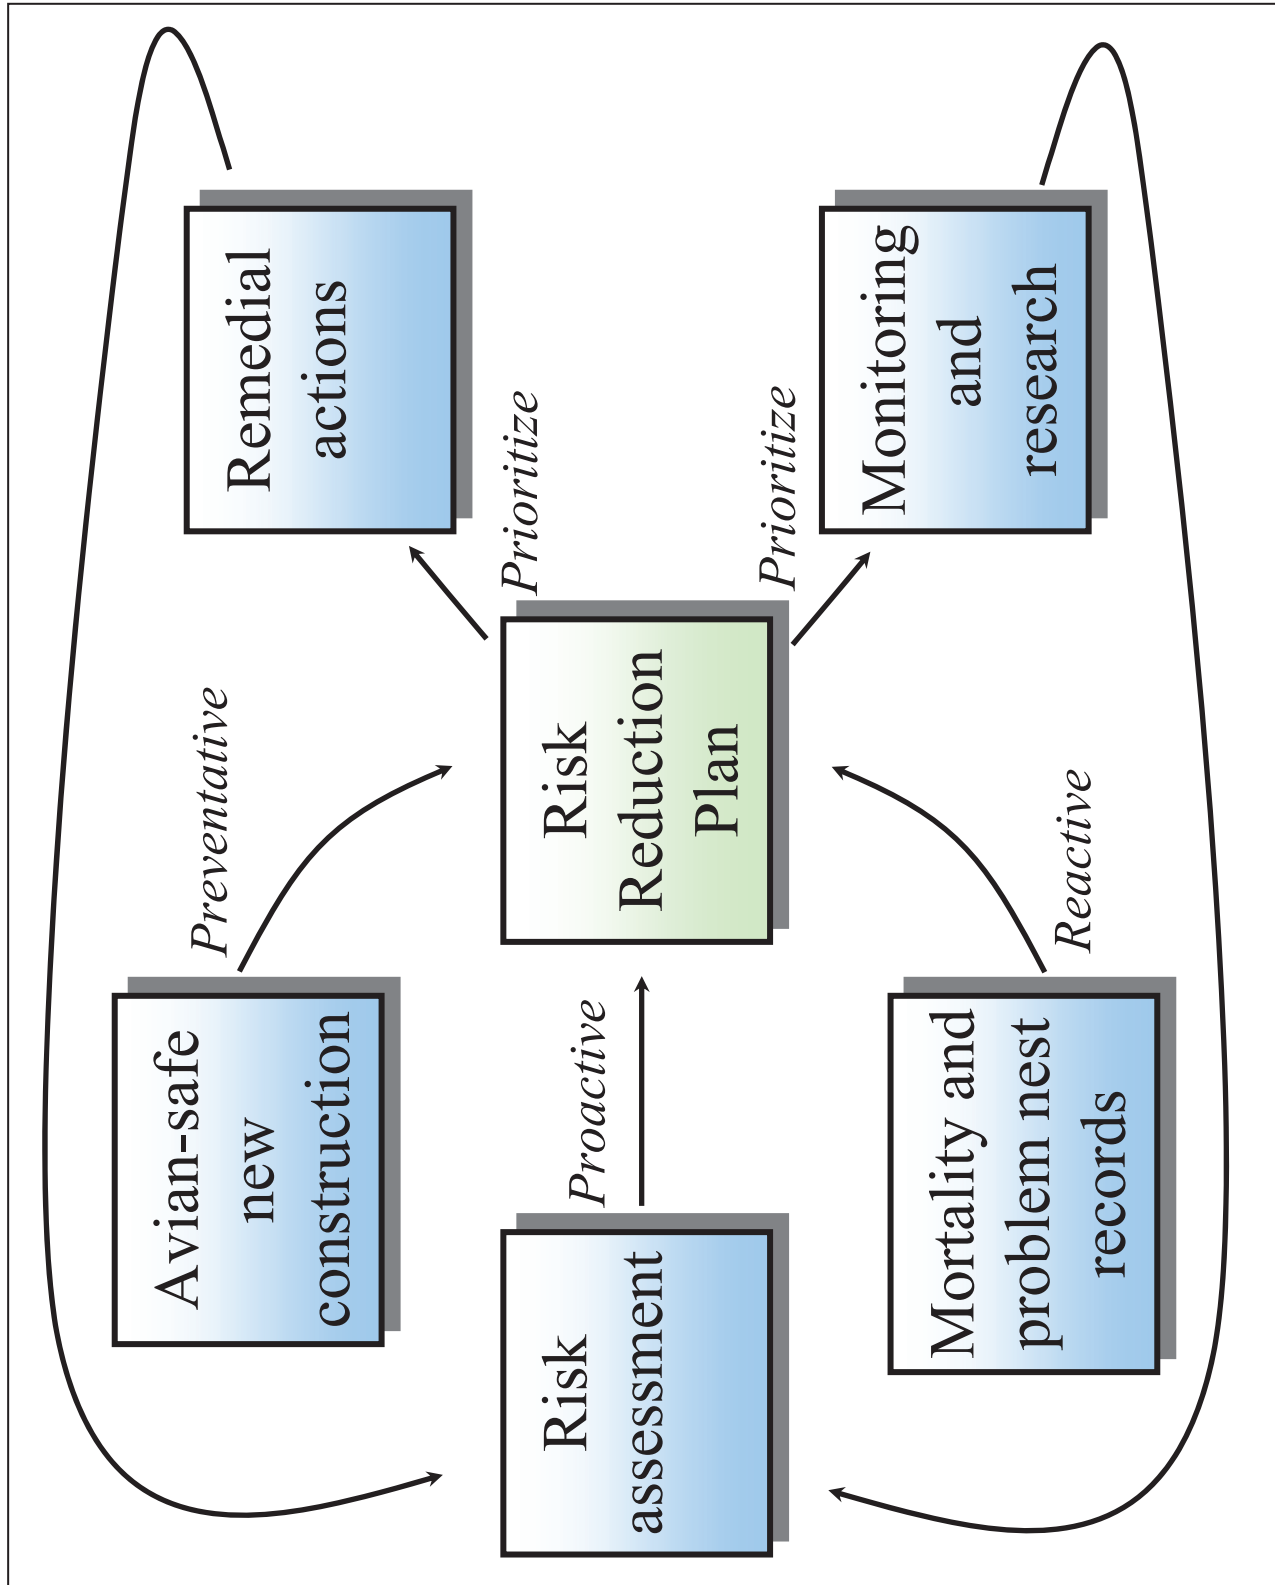 Avian-safe
new
construction
Preventative
Remedial
actions
Risk
assessment
Proactive
Risk
Reduction
Plan
Prioritize
Prioritize
Mortality and
problem nest
records
Reactive
Monitoring
and
research